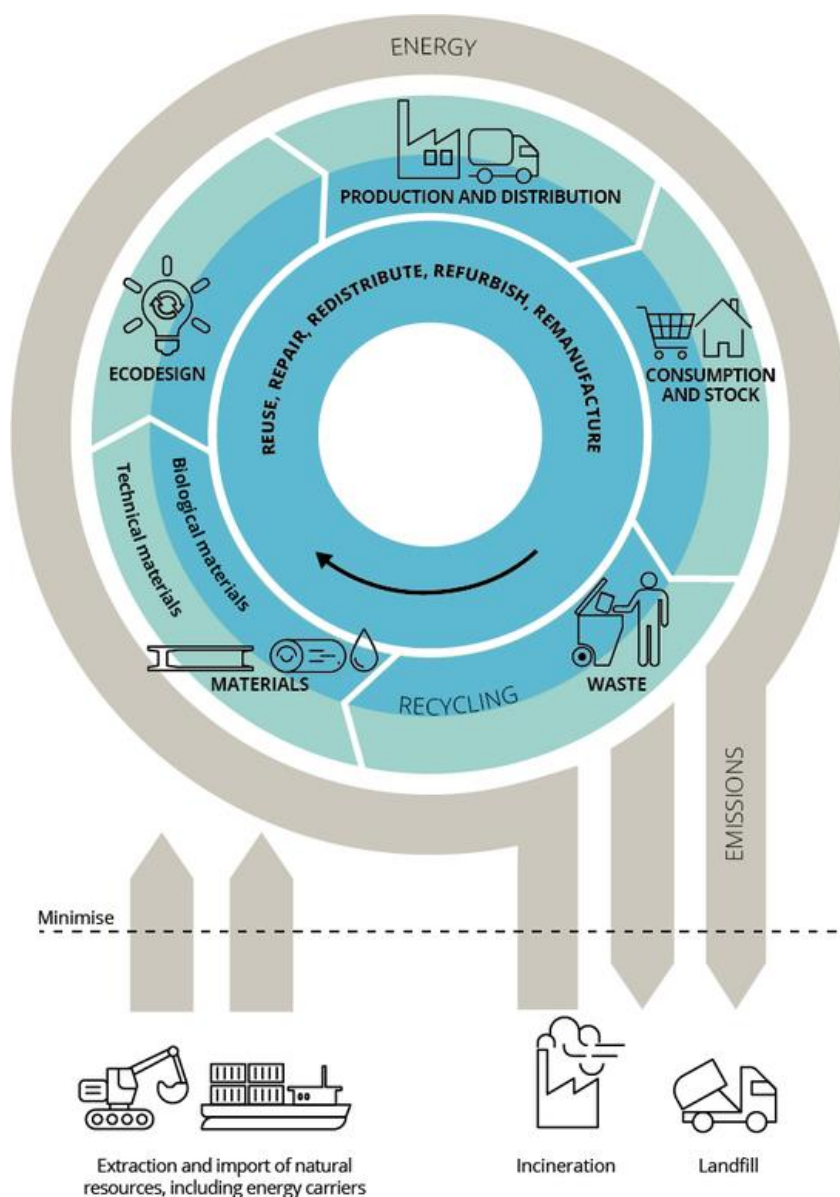 ENERGY
PRODUCTION AND DISTRIBUTION
REUSE, REPAIR, REDISTRIBUTE, REFURBISH, REMANUFACTURE
ECODESIGN
CONSUMPTION
AND STOCK
Technical materials
Biological materials
MATERIALS
RECYCLING
WASTE
EMISSIONS
Minimise
Extraction and import of natural
resources, including energy carriers
Incineration
Landfill